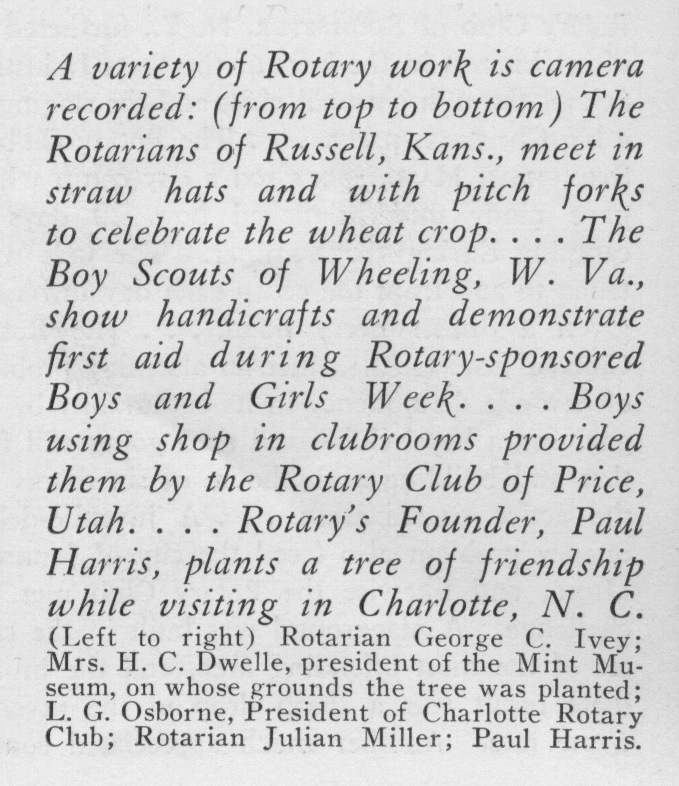 A variety of Rotary work is camera
recorded: (from top to bottom) The
Rotarians of Russell, Kans., meet in
straw hats and with pitch forks
to celebrate the wheat crop. . . . The
Boy Scouts of Wheeling, W. Va.,
show handicrafts and demonstrate
first aid during Rotary-sponsored
Boys and Girls Week. . . . Boys
using shop in clubrooms provided
them by the Rotary Club of Price,
Utah. . . . Rotary's Founder, Paul
Harris, plants a tree of friendship
while visiting in Charlotte, N. C.
(Left to right) Rotarian George C. Ivey;
Mrs. H. C. Dwelle, president of the Mint Mu-
seum, on whose grounds the tree was planted;
L. G. Osborne, President of Charlotte Rotary
Club; Rotarian Julian Miller; Paul Harris.